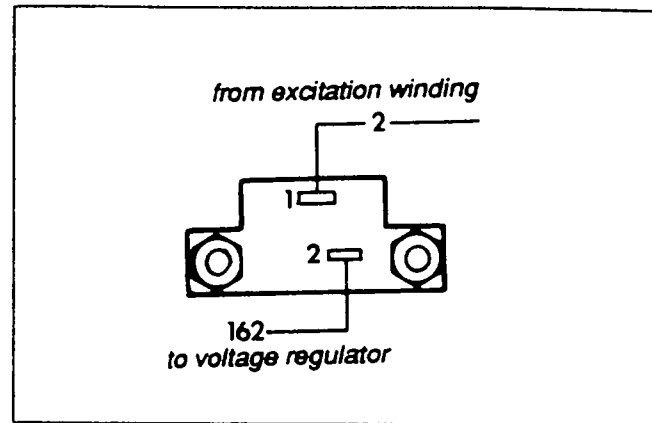 from excitation winding
2
1
2
162
to voltage regulator